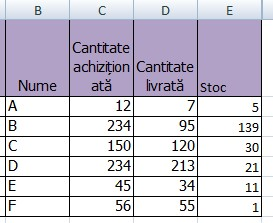 B C D E
Nume Cantitate achiziționată Cantitate livrată Stoc
A 12 7 5
B 234 95 139
C 150 120 30
D 234 213 21
E 45 34 11
F 56 55 1